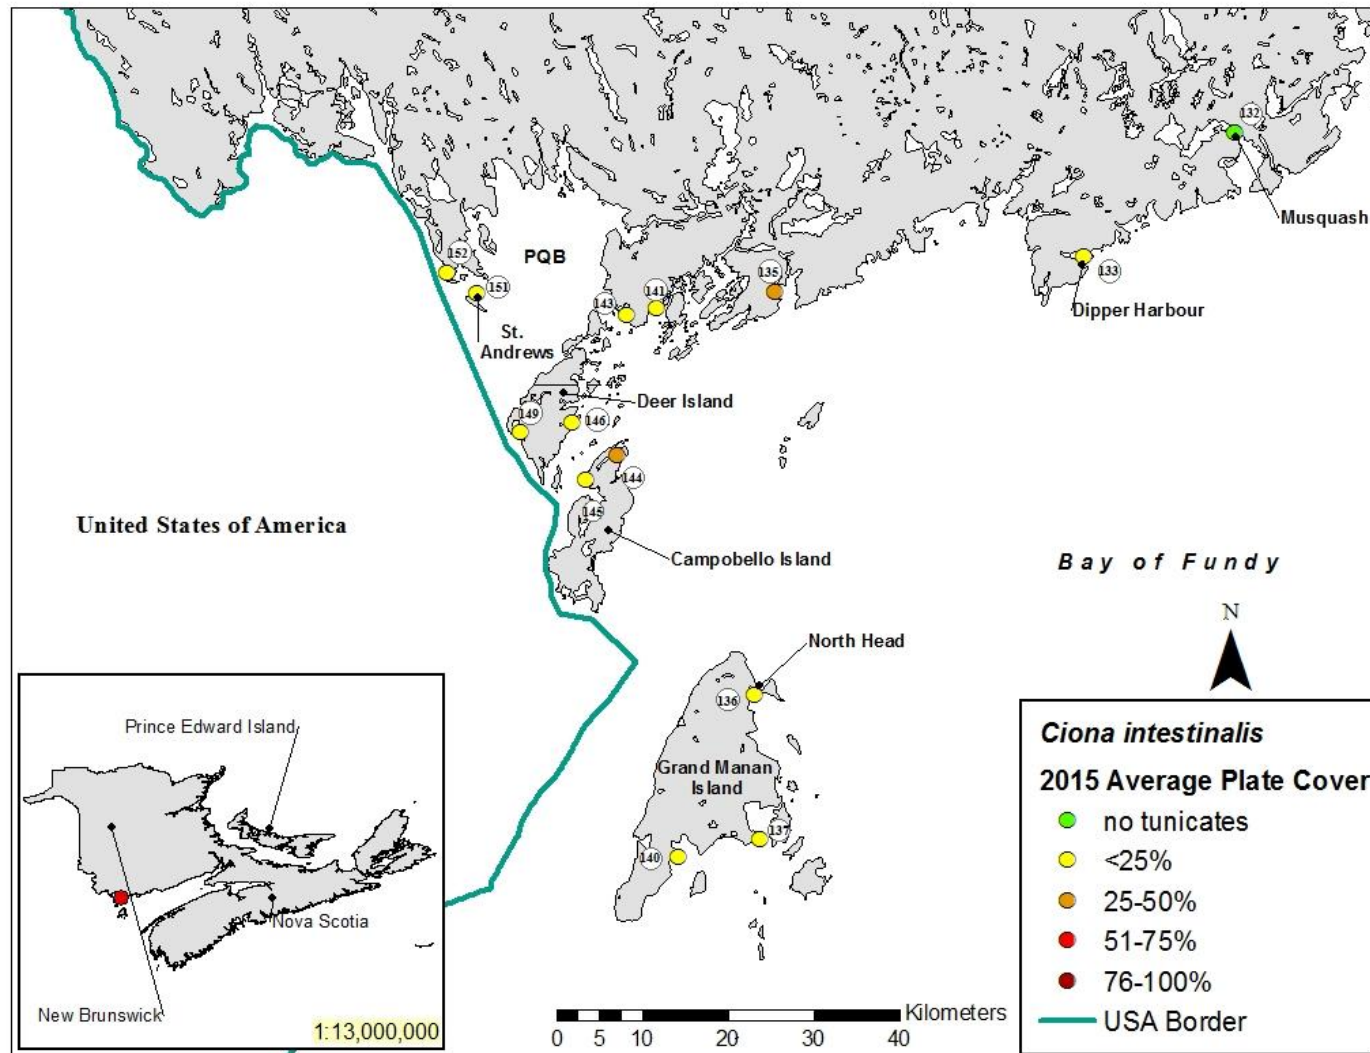 132
Musquash
152
PQB
151
135
133
143
141
Dipper Harbour
St.
Andrews
Deer Island
149
146
144
United States of America
145
Campobello Island
Bay of Fundy
N
North Head
136
Grand Manan
Island
137
140
Prince Edward Island
Nova Scotia
New Brunswick
1:13,000,000
Kilometers
0 5 10 20 30 40
Ciona intestinalis
2015 Average Plate Cover
no tunicates
<25%
25-50%
51-75%
76-100%
USA Border